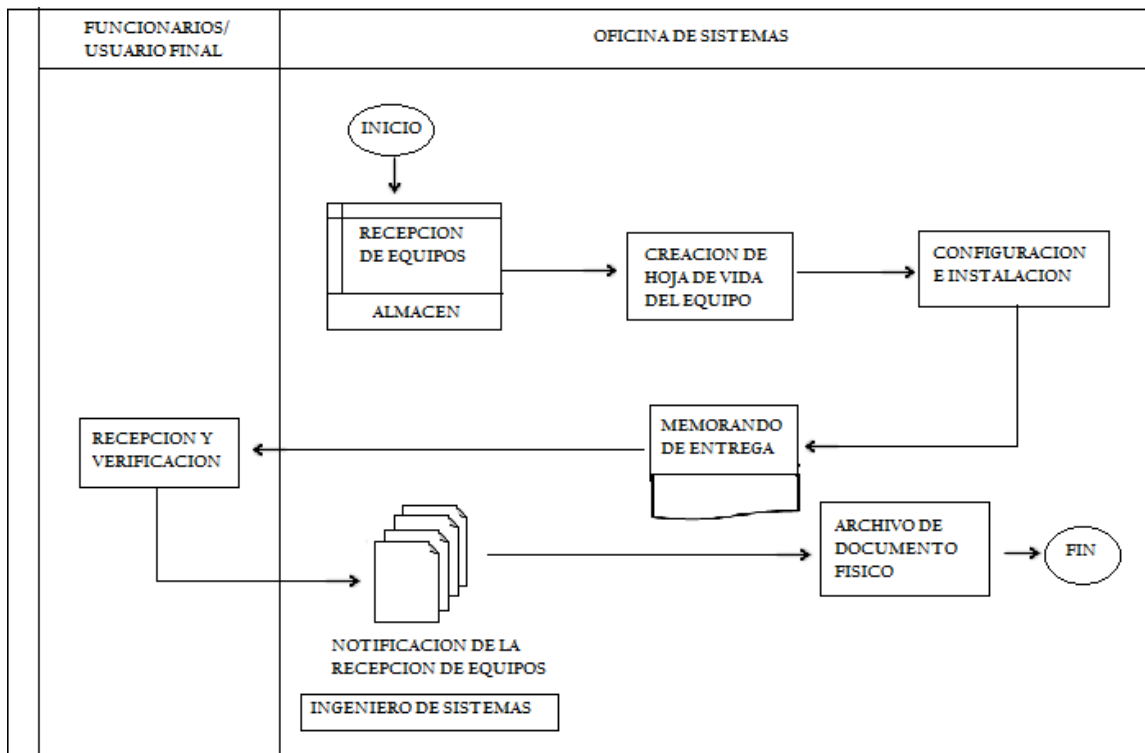 FUNCIONARIOS/
USUARIO FINAL
OFICINA DE SISTEMAS
INICIO
RECEPCION
DE EQUIPOS
ALMACEN
CREACION DE
HOJA DE VIDA
DEL EQUIPO
CONFIGURACION
E INSTALACION
RECEPCION Y
VERIFICACION
MEMORANDO
DE ENTREGA
ARCHIVO DE
DOCUMENTO
FISICO
FIN
NOTIFICACION DE LA
RECEPCION DE EQUIPOS
INGENIERO DE SISTEMAS